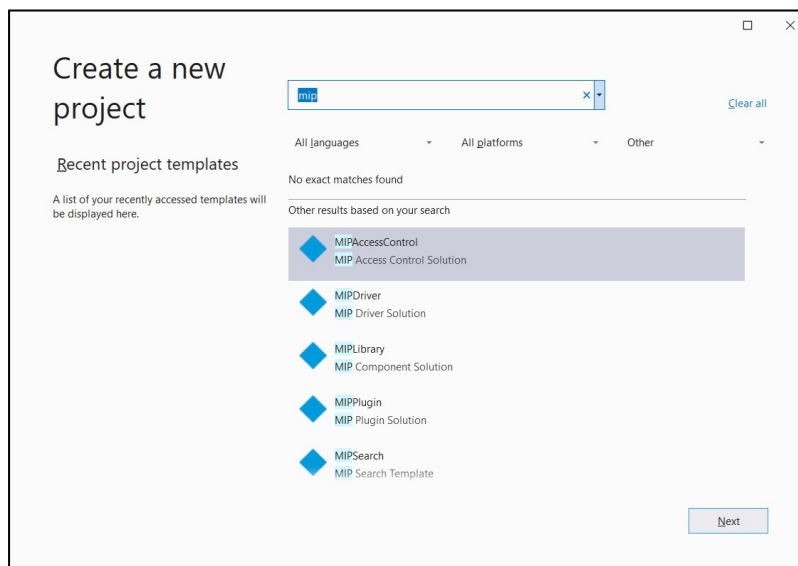 Create a new
project
Recent project templates
A list of your recently accessed templates will
be displayed here.
mip
Clear all
All languages
All platforms
Other
No exact matches found
Other results based on your search
MIPAccessControl
MIP Access Control Solution
MIPDriver
MIP Driver Solution
MIPLibrary
MIP Component Solution
MIPPlugin
MIP Plugin Solution
MIPSearch
MIP Search Template
Next